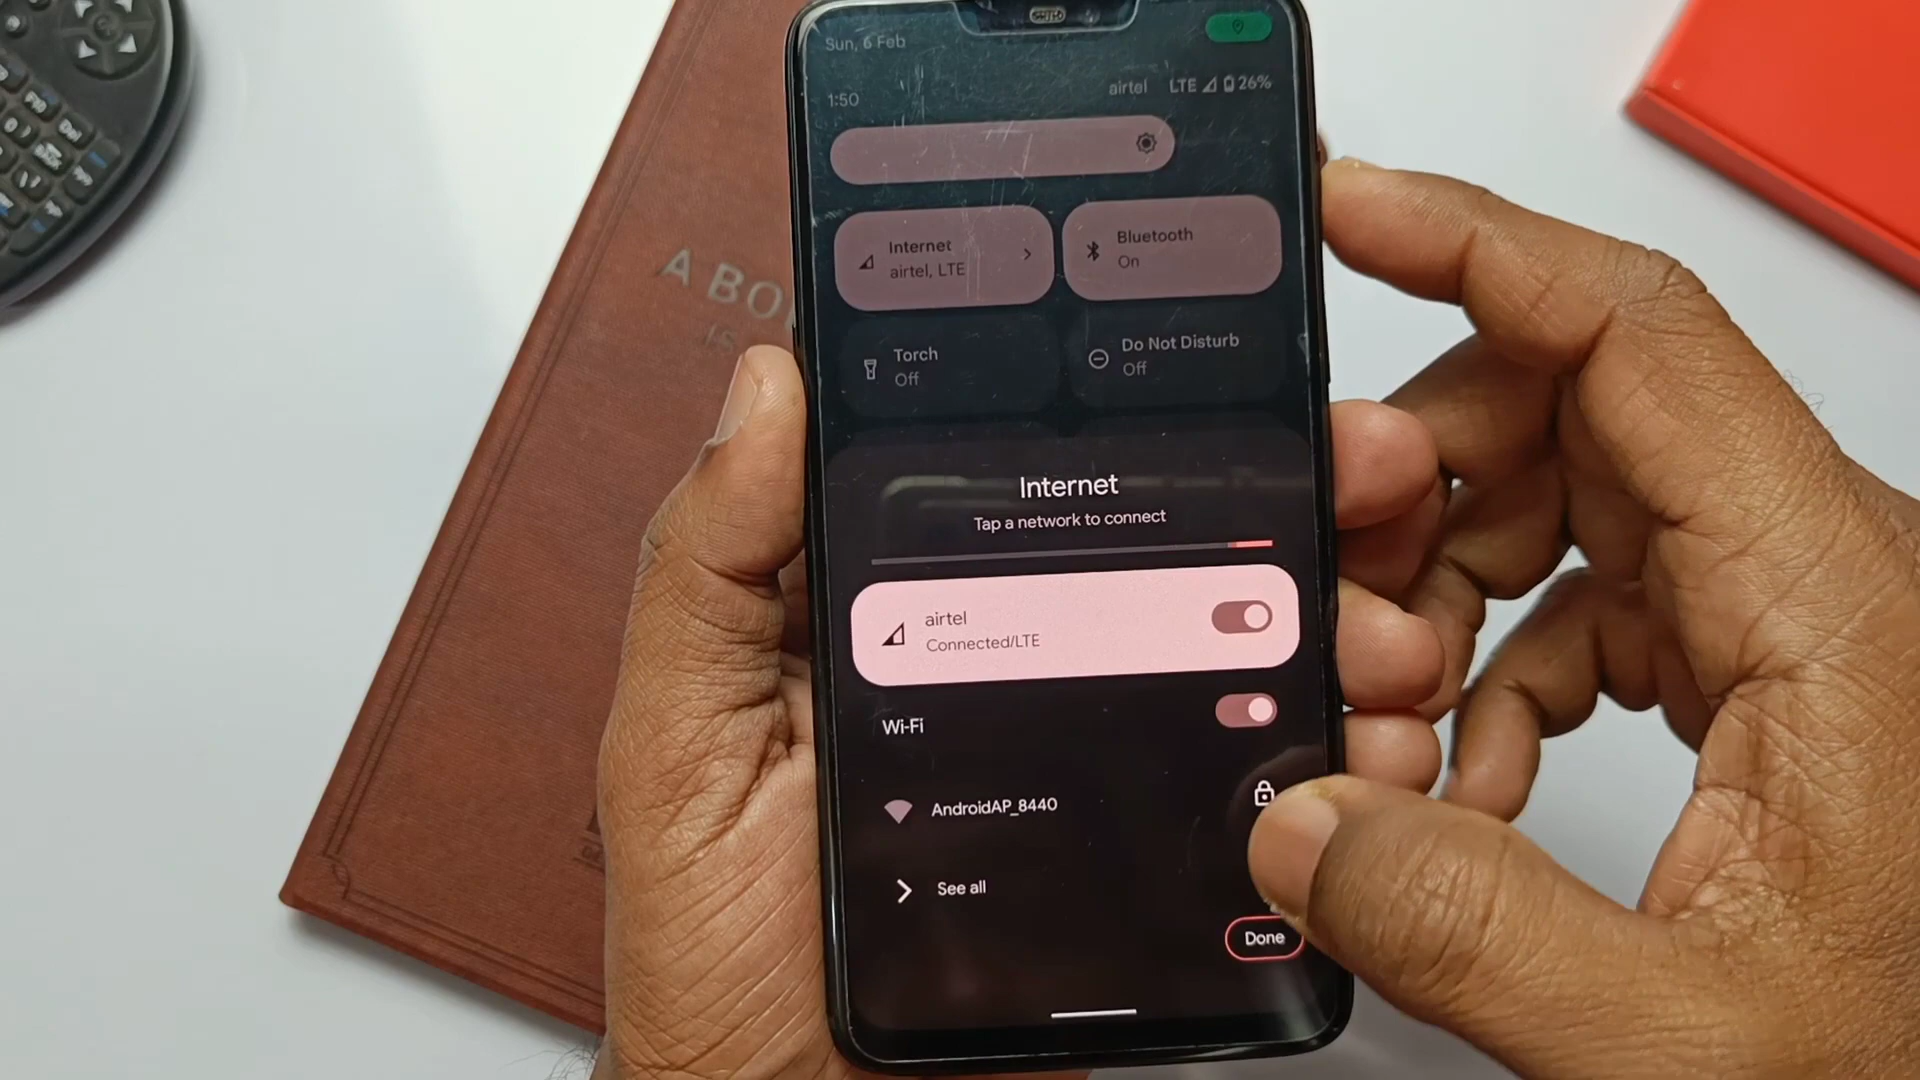 Sun, 6 Feb
1:50
airtel LTE 26%
Internet
airtel, LTE
Bluetooth
On
Torch
Off
Do Not Disturb
Off
Internet
Tap a network to connect
airtel
Connected/LTE
Wi-Fi
AndroidAP_8440
See all
Done
A BO
Del